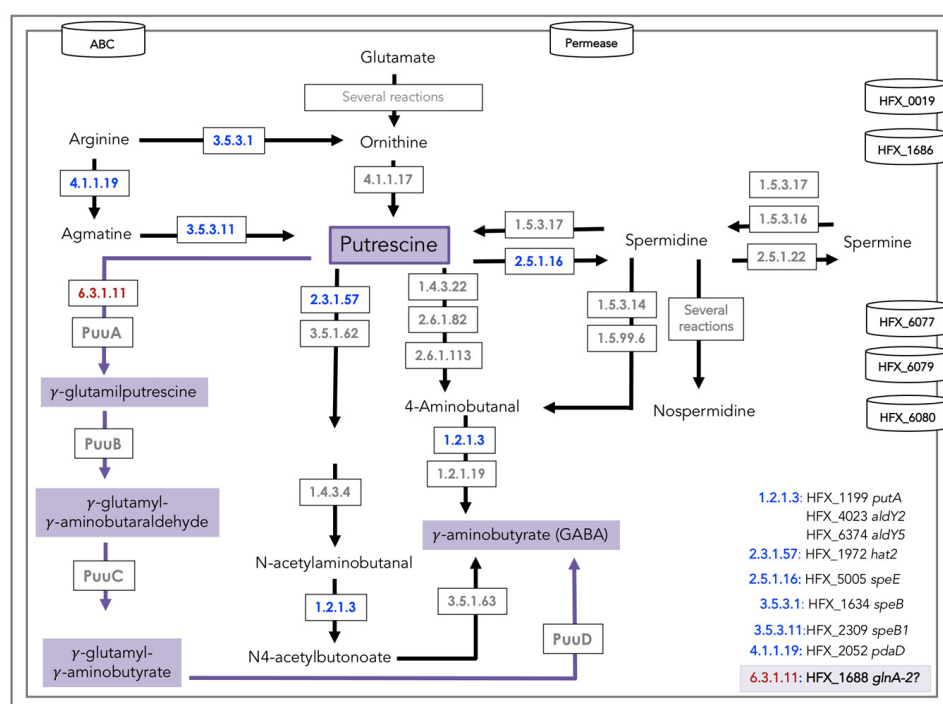 ABC
Permease
Glutamate
Several reactions
HFX_0019
Arginine
3.5.3.1
Ornithine
HFX_1686
4.1.1.19
4.1.1.17
1.5.3.17
Agmatine
3.5.3.11
Putrescine
1.5.3.17
2.5.1.16
Spermidine
1.5.3.16
2.5.1.22
Spermine
6.3.1.11
PuuA
2.3.1.57
3.5.1.62
1.4.3.22
2.6.1.82
2.6.1.113
1.5.3.14
1.5.99.6
Several
reactions
HFX_6077
HFX_6079
HFX_6080
γ-glutamilputrescine
4-Aminobutanal
Nospermidine
PuuB
1.2.1.3
1.2.1.19
γ-glutamyl-
γ-aminobutaraldehyde
1.4.3.4
γ-aminobutyrate (GABA)
PuuC
N-acetylaminobutanal
1.2.1.3
3.5.1.63
PuuD
γ-glutamyl-
γ-aminobutyrate
N4-acetylbutonoate
1.2.1.3: HFX_1199 putA
HFX_4023 aldY2
HFX_6374 aldY5
2.3.1.57: HFX_1972 hat2
2.5.1.16: HFX_5005 speE
3.5.3.1: HFX_1634 speB
3.5.3.11:HFX_2309 speB1
4.1.1.19: HFX_2052 pdaD
6.3.1.11: HFX_1688 glnA-2?